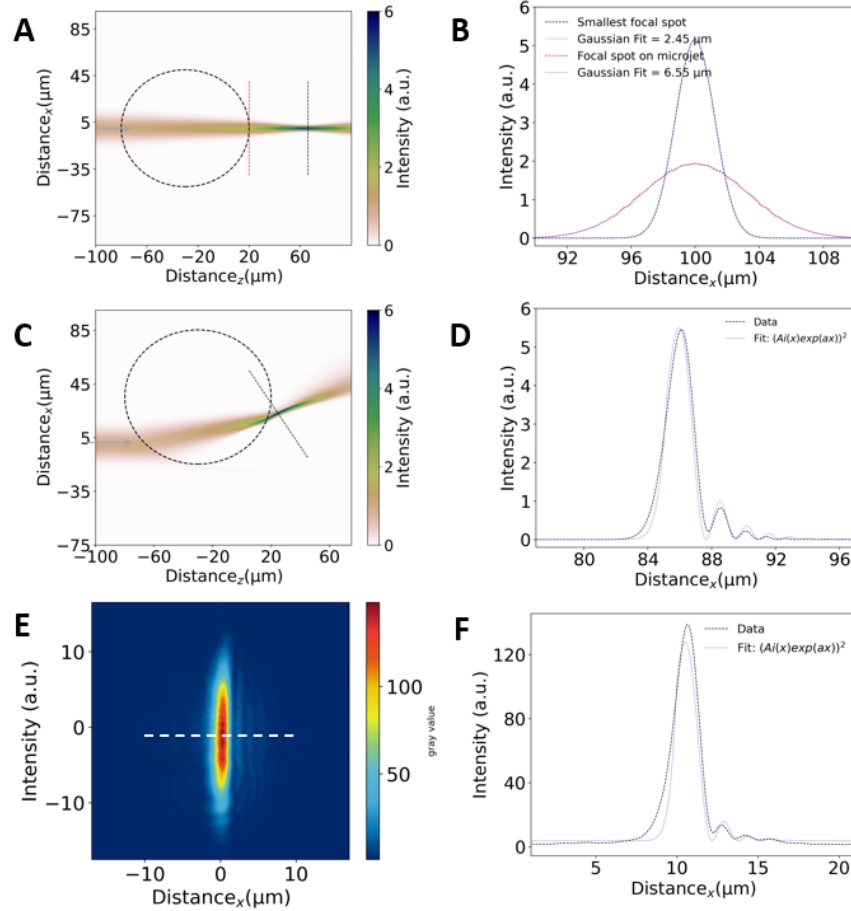 A
85
45
5
−35
−75
Distanceₓ(µm)
−100
−60
−20
20
60
Distance_z(µm)
6
4
2
0
Intensity (a.u.)
B
6
5
4
3
2
1
0
Intensity (a.u.)
Smallest focal spot
Gaussian Fit = 2.45 µm
Focal spot on microjet
Gaussian Fit = 6.55 µm
92
96
100
104
108
Distanceₓ(µm)
C
85
45
5
−35
−75
Distanceₓ(µm)
−100
−60
−20
20
60
Distance_z(µm)
6
4
2
0
Intensity (a.u.)
D
6
5
4
3
2
1
0
Intensity (a.u.)
Data
Fit: (Ai(x)exp(ax))²
80
84
88
92
96
Distanceₓ(µm)
E
10
0
−10
Intensity (a.u.)
−10
0
10
Distanceₓ(µm)
100
50
gray value
F
120
80
40
0
Intensity (a.u.)
Data
Fit: (Ai(x)exp(ax))²
5
10
15
20
Distanceₓ(µm)